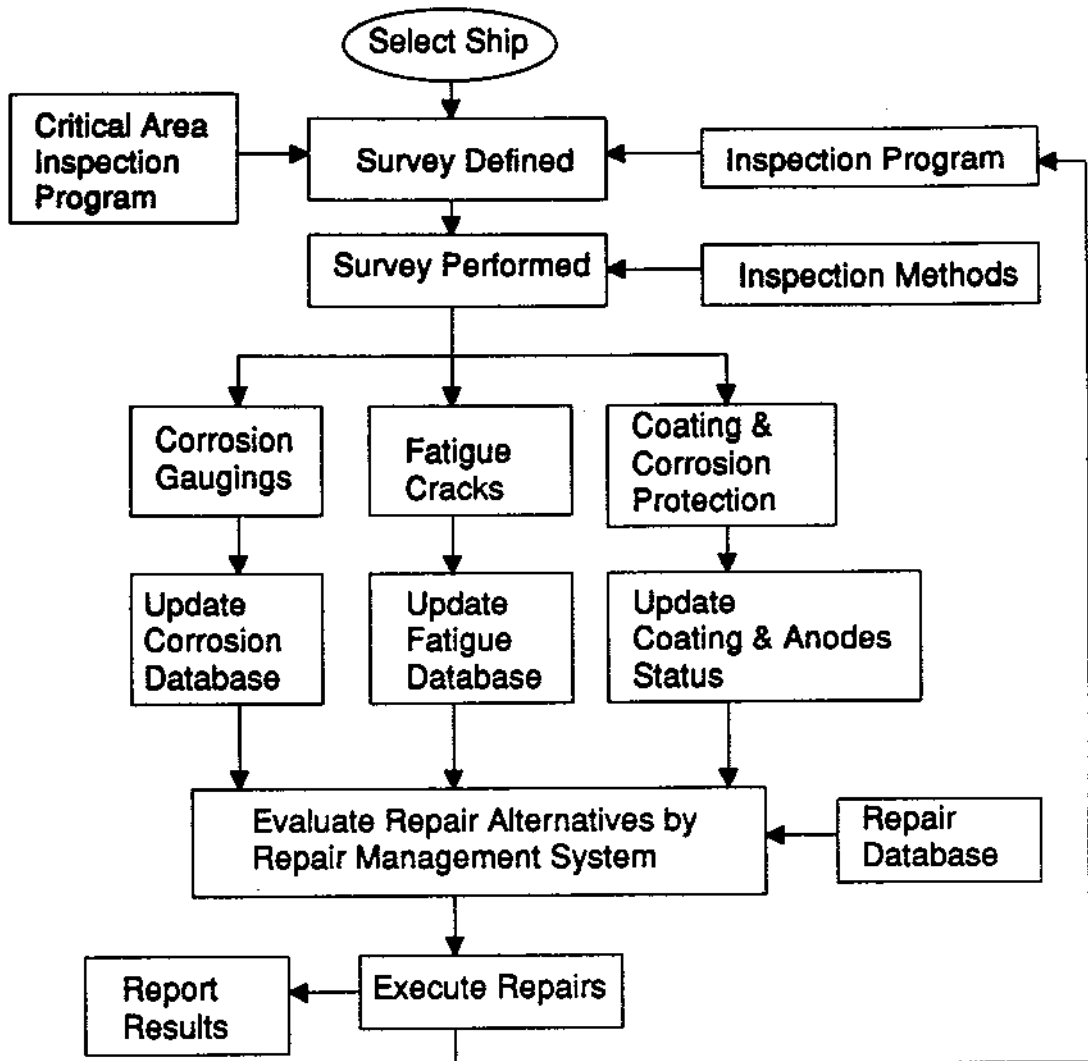 Select Ship
Critical Area
Inspection
Program
Survey Defined
Inspection Program
Survey Performed
Inspection Methods
Corrosion
Gaugings
Fatigue
Cracks
Coating &
Corrosion
Protection
Update
Corrosion
Database
Update
Fatigue
Database
Update
Coating & Anodes
Status
Evaluate Repair Alternatives by
Repair Management System
Repair
Database
Report
Results
Execute Repairs